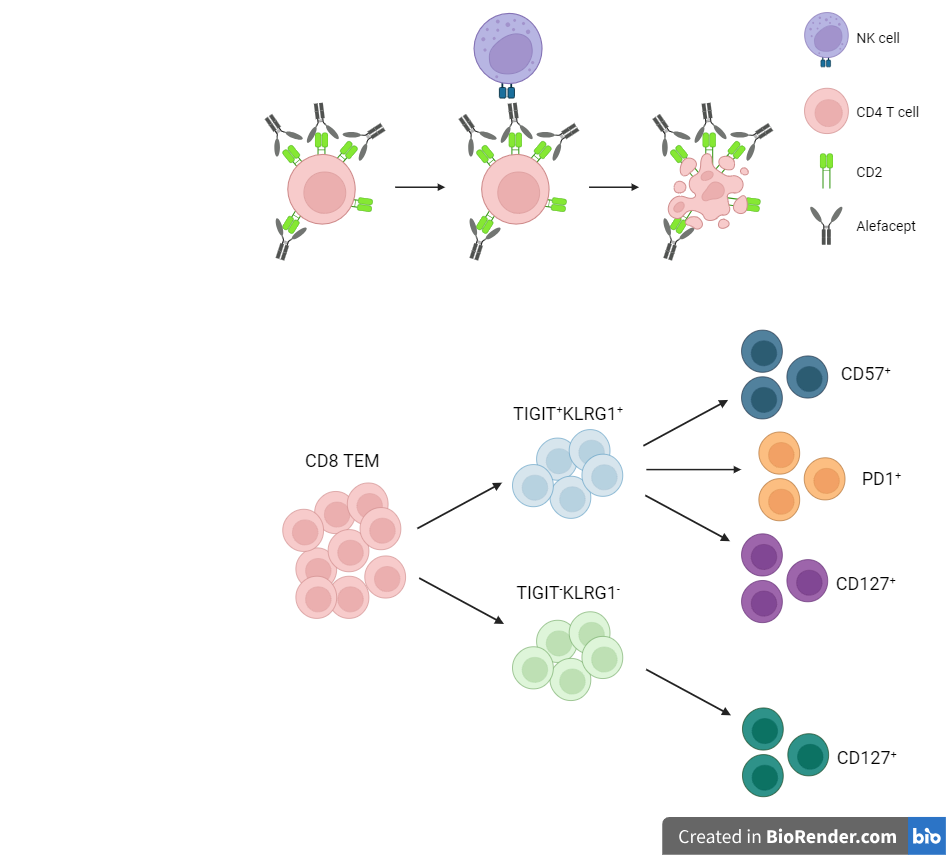 NK cell
CD4 T cell
CD2
Alefacept
CD57⁺
TIGIT⁺KLRG1⁺
CD8 TEM
PD1⁺
CD127⁺
TIGIT⁻KLRG1⁻
CD127⁺
Created in BioRender.com bio